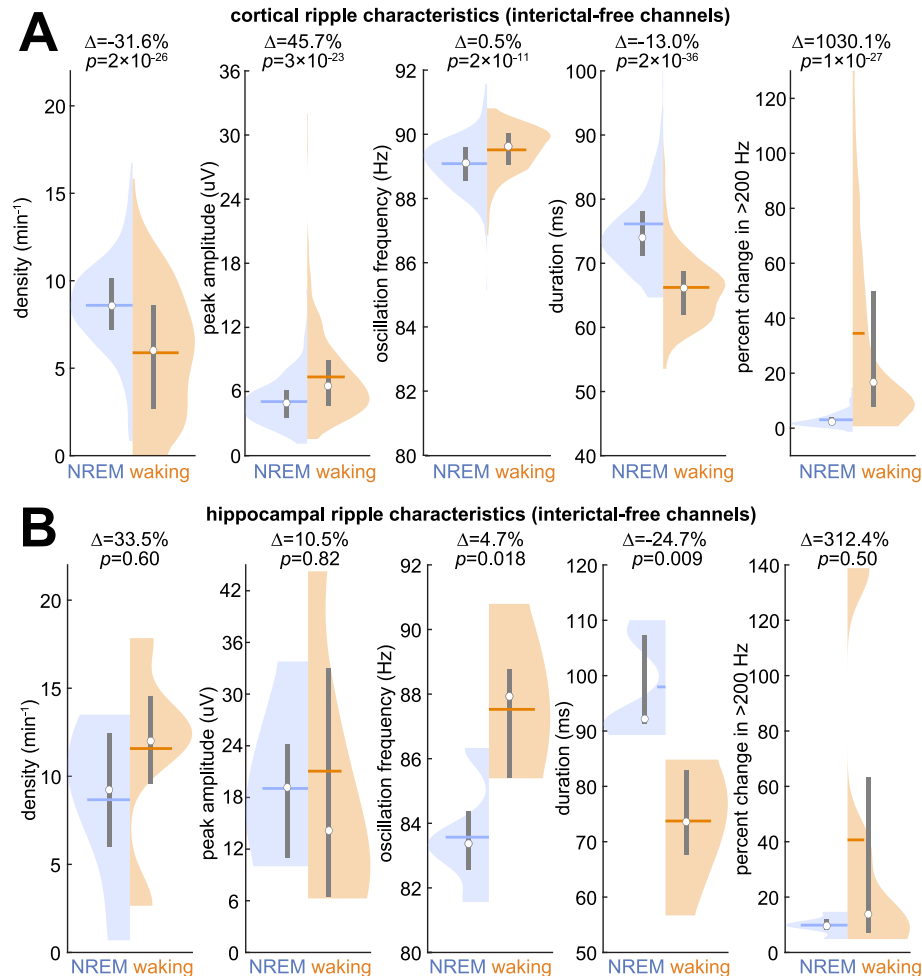 A
cortical ripple characteristics (interictal-free channels)
Δ=-31.6%
p=2×10⁻²⁶
density (min⁻¹)
20
15
10
5
0
NREM waking
Δ=45.7%
p=3×10⁻²³
peak amplitude (uV)
36
30
24
18
12
6
0
NREM waking
Δ=0.5%
p=2×10⁻¹¹
oscillation frequency (Hz)
92
90
88
86
84
82
80
NREM waking
Δ=-13.0%
p=2×10⁻³⁶
duration (ms)
100
90
80
70
60
50
40
NREM waking
Δ=1030.1%
p=1×10⁻²⁷
percent change in >200 Hz
120
100
80
60
40
20
0
NREM waking
B
hippocampal ripple characteristics (interictal-free channels)
Δ=33.5%
p=0.60
density (min⁻¹)
20
15
10
5
0
NREM waking
Δ=10.5%
p=0.82
peak amplitude (uV)
42
36
30
24
18
12
6
0
NREM waking
Δ=4.7%
p=0.018
oscillation frequency (Hz)
92
90
88
86
84
82
80
NREM waking
Δ=-24.7%
p=0.009
duration (ms)
120
110
100
90
80
70
60
50
NREM waking
Δ=312.4%
p=0.50
percent change in >200 Hz
140
120
100
80
60
40
20
0
NREM waking